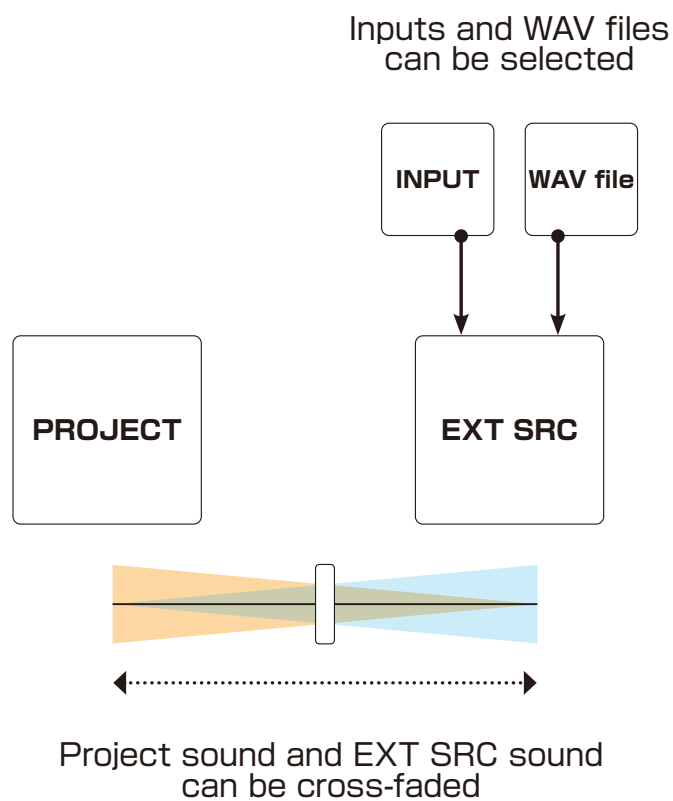 Inputs and WAV files
can be selected
INPUT
WAV file
PROJECT
EXT SRC
Project sound and EXT SRC sound
can be cross-faded